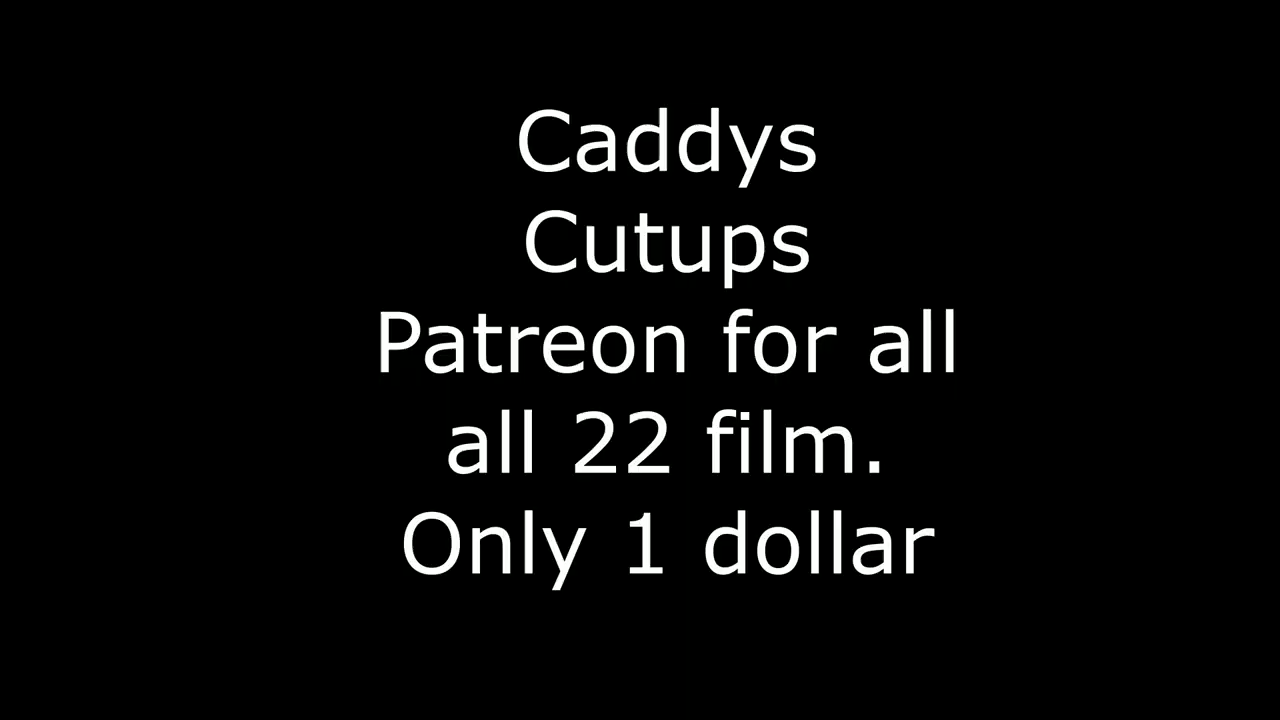 Caddys
Cutups
Patreon for all
all 22 film.
Only 1 dollar